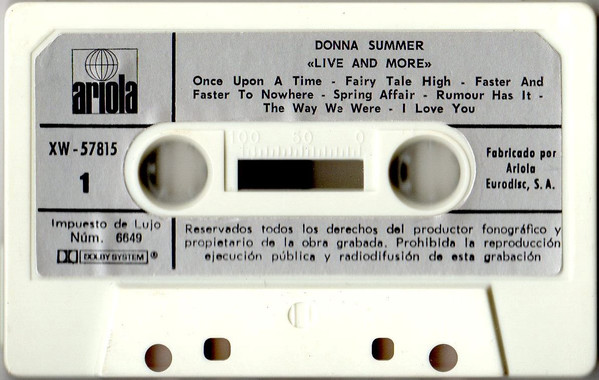 ariola
DONNA SUMMER
«LIVE AND MORE»
Once Upon A Time - Fairy Tale High - Faster And
Faster To Nowhere - Spring Affair - Rumour Has It -
The Way We Were - I Love You
XW-57815
1
100 50 0
Fabricado por
Ariola
Eurodisc, S. A.
Impuesto de Lujo
Núm. 6649
DOLBY SYSTEM ®
Reservados todos los derechos del productor fonográfico y
propietario de la obra grabada. Prohibida la reproducción
ejecución pública y radiodifusión de esta grabación